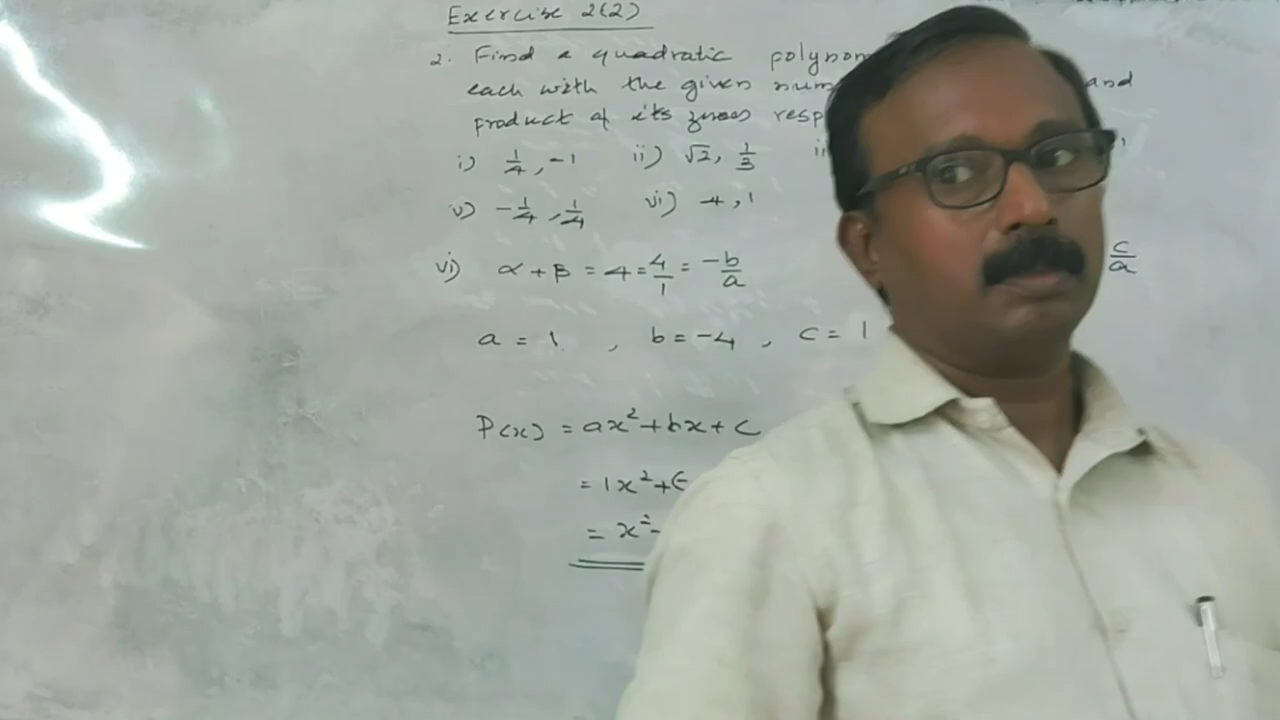 Exercise 2(2)
2. Find a quadratic polynom
each with the given num and
product of its zeroes resp
i) 1/4, -1 ii) √2, 1/3
v) -1/4, 1/4 vi) 4, 1
vi) α + β = 4 = 4/1 = -b/a c/a
a = 1, b = -4, c = 1
P(x) = ax² + bx + c
= 1x² + (
= x² -